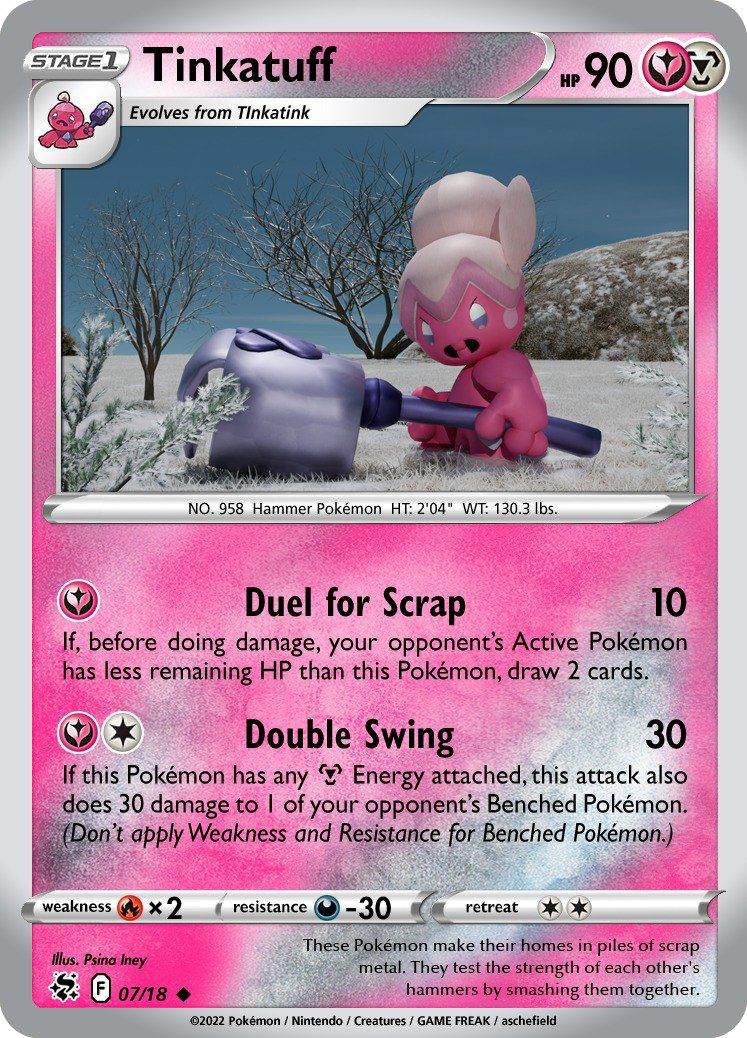 STAGE1
Tinkatuff
HP 90
Evolves from TInkatink
NO. 958 Hammer Pokémon HT: 2'04" WT: 130.3 lbs.
Duel for Scrap 10
If, before doing damage, your opponent's Active Pokémon
has less remaining HP than this Pokémon, draw 2 cards.
Double Swing 30
If this Pokémon has any Energy attached, this attack also
does 30 damage to 1 of your opponent's Benched Pokémon.
(Don't apply Weakness and Resistance for Benched Pokémon.)
weakness ×2 resistance -30 retreat
Illus. Psina Iney
These Pokémon make their homes in piles of scrap
metal. They test the strength of each other's
hammers by smashing them together.
F 07/18
©2022 Pokémon / Nintendo / Creatures / GAME FREAK / aschefield